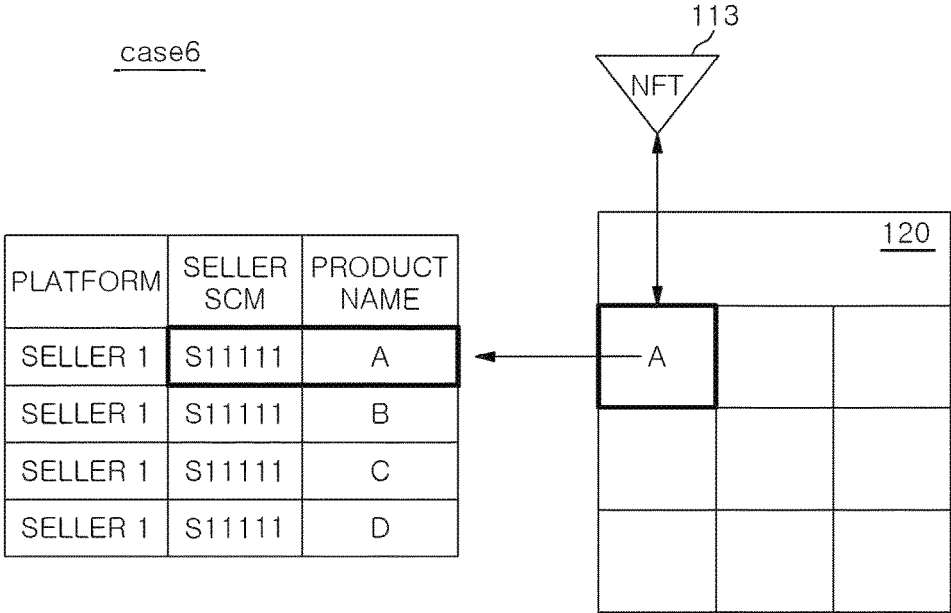 case6
113
NFT
120
PLATFORM SELLER SCM PRODUCT NAME
SELLER 1 S11111 A
SELLER 1 S11111 B
SELLER 1 S11111 C
SELLER 1 S11111 D
A